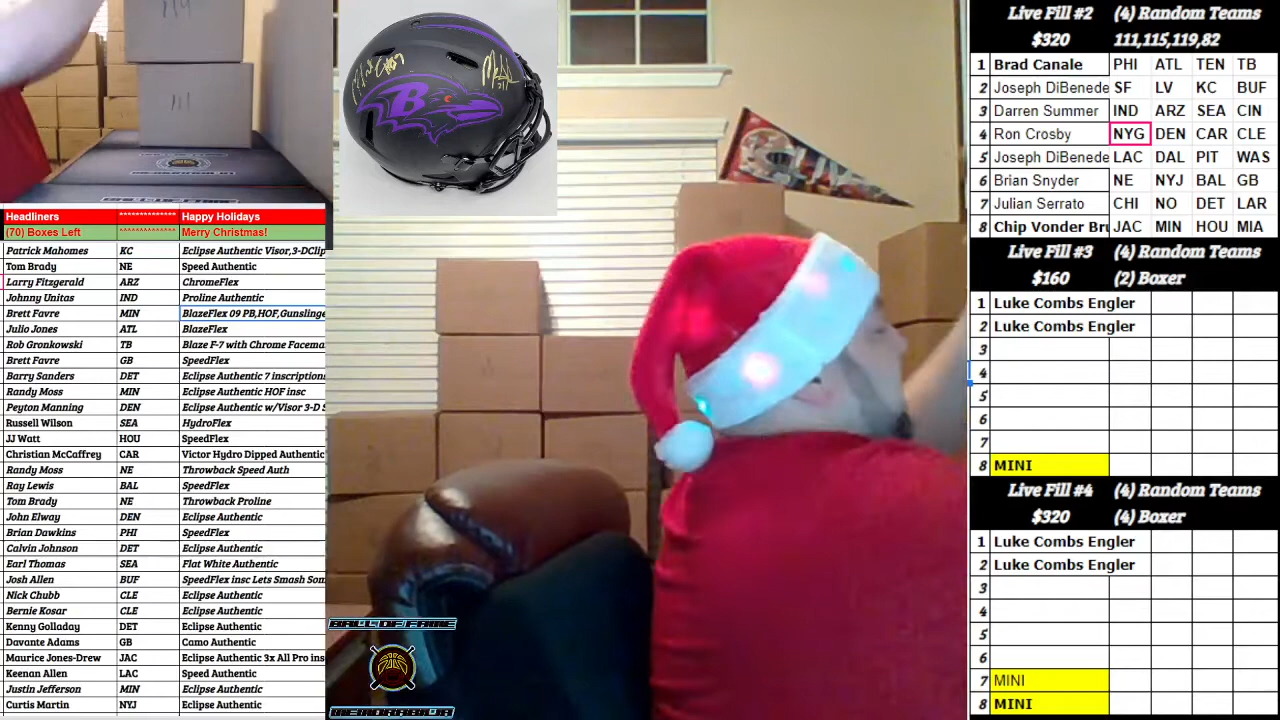 Headliners ************** Happy Holidays
(70) Boxes Left ************** Merry Christmas!
Patrick Mahomes KC Eclipse Authentic Visor,3-DClip
Tom Brady NE Speed Authentic
Larry Fitzgerald ARZ ChromeFlex
Johnny Unitas IND Proline Authentic
Brett Favre MIN BlazeFlex 09 PB,HOF,Gunslinge
Julio Jones ATL BlazeFlex
Rob Gronkowski TB Blaze F-7 with Chrome Facema
Brett Favre GB SpeedFlex
Barry Sanders DET Eclipse Authentic 7 inscriptions
Randy Moss MIN Eclipse Authentic HOF insc
Peyton Manning DEN Eclipse Authentic w/Visor 3-D S
Russell Wilson SEA HydroFlex
JJ Watt HOU SpeedFlex
Christian McCaffrey CAR Victor Hydro Dipped Authentic
Randy Moss NE Throwback Speed Auth
Ray Lewis BAL SpeedFlex
Tom Brady NE Throwback Proline
John Elway DEN Eclipse Authentic
Brian Dawkins PHI SpeedFlex
Calvin Johnson DET Eclipse Authentic
Earl Thomas SEA Flat White Authentic
Josh Allen BUF SpeedFlex insc Lets Smash Som
Nick Chubb CLE Eclipse Authentic
Bernie Kosar CLE Eclipse Authentic
Kenny Golladay DET Eclipse Authentic
Davante Adams GB Camo Authentic
Maurice Jones-Drew JAC Eclipse Authentic 3x All Pro ins
Keenan Allen LAC Speed Authentic
Justin Jefferson MIN Eclipse Authentic
Curtis Martin NYJ Eclipse Authentic
B
BALL OF FAME
MEMORABILIA
Live Fill #2 (4) Random Teams
$320 111,115,119,82
1 Brad Canale PHI ATL TEN TB
2 Joseph DiBenede SF LV KC BUF
3 Darren Summer IND ARZ SEA CIN
4 Ron Crosby NYG DEN CAR CLE
5 Joseph DiBenede LAC DAL PIT WAS
6 Brian Snyder NE NYJ BAL GB
7 Julian Serrato CHI NO DET LAR
8 Chip Vonder Bru JAC MIN HOU MIA
Live Fill #3 (4) Random Teams
$160 (2) Boxer
1 Luke Combs Engler
2 Luke Combs Engler
3
4
5
6
7
8 MINI
Live Fill #4 (4) Random Teams
$320 (4) Boxer
1 Luke Combs Engler
2 Luke Combs Engler
3
4
5
6
7 MINI
8 MINI